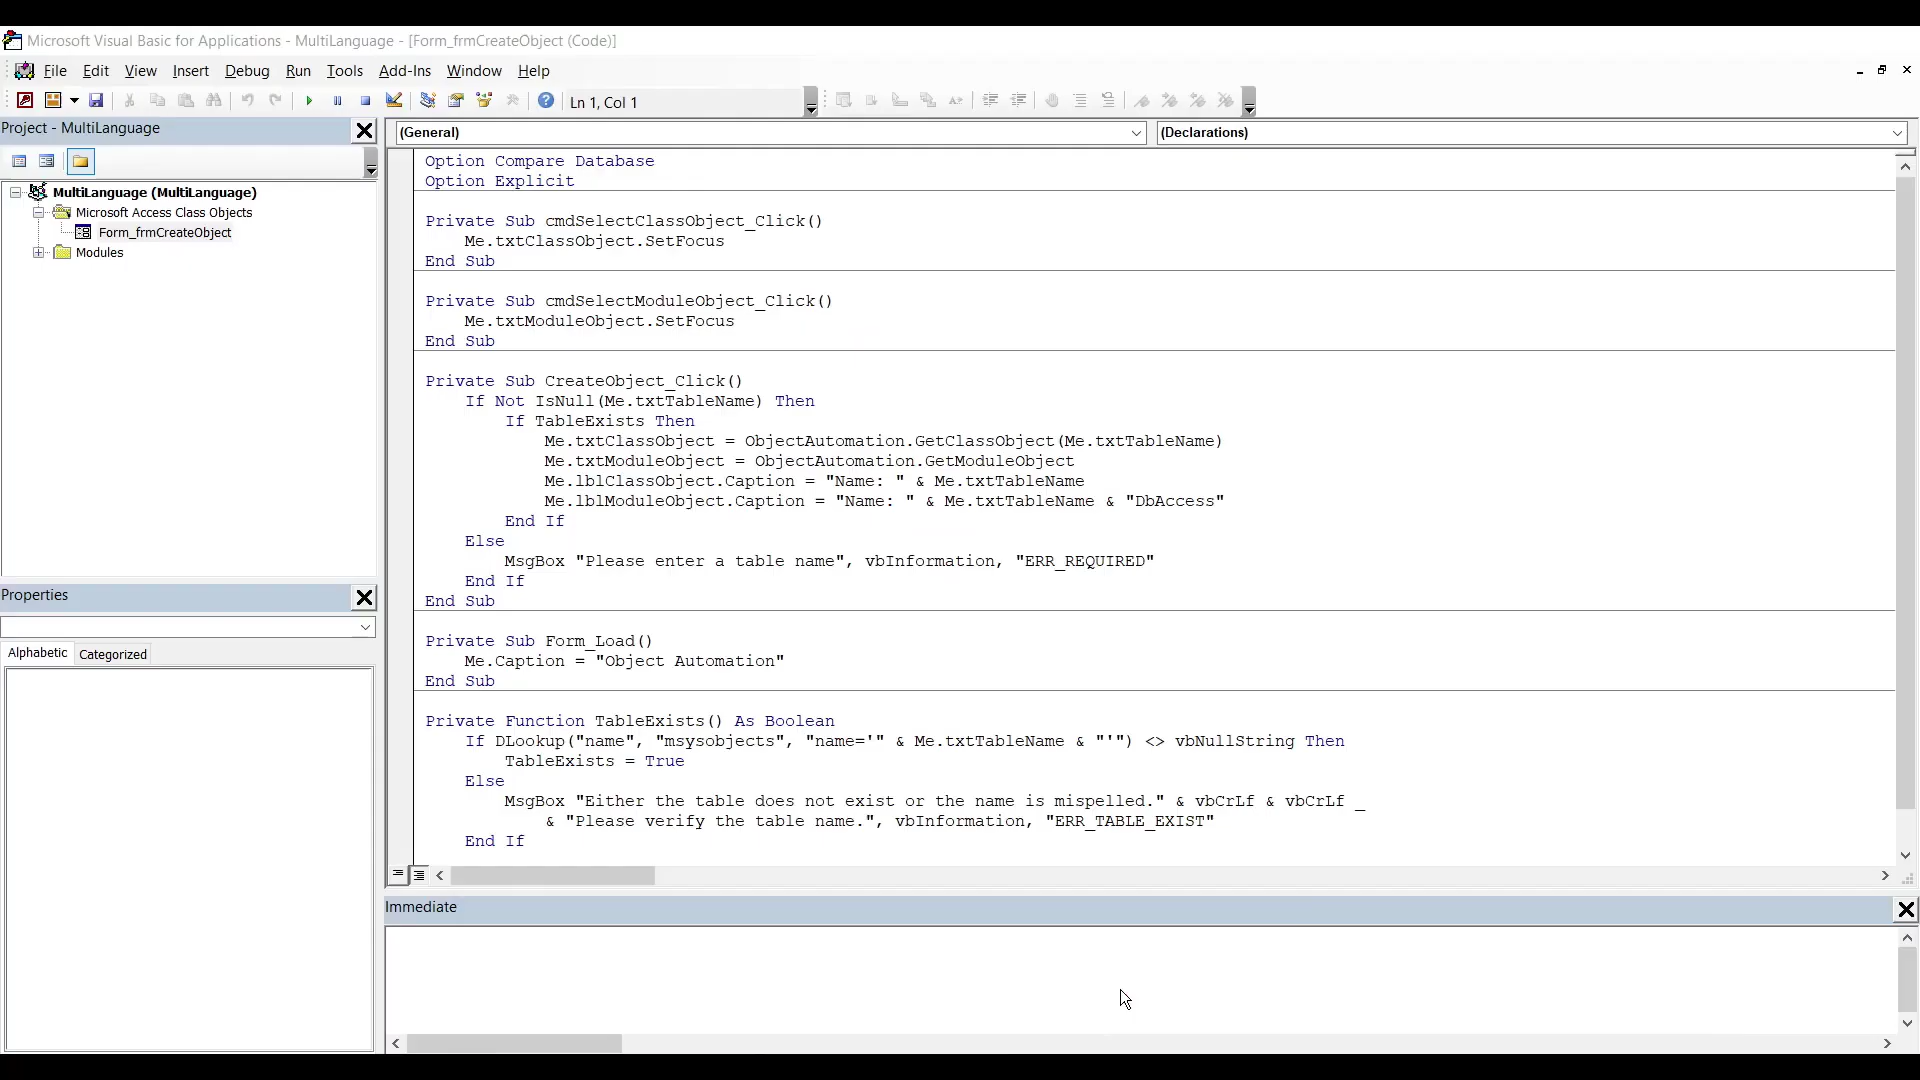 Microsoft Visual Basic for Applications - MultiLanguage - [Form_frmCreateObject (Code)]
File Edit View Insert Debug Run Tools Add-Ins Window Help
Ln 1, Col 1
Project - MultiLanguage
MultiLanguage (MultiLanguage)
Microsoft Access Class Objects
Form_frmCreateObject
Modules
Properties
Alphabetic Categorized
(General) (Declarations)
Option Compare Database
Option Explicit
Private Sub cmdSelectClassObject_Click()
    Me.txtClassObject.SetFocus
End Sub
Private Sub cmdSelectModuleObject_Click()
    Me.txtModuleObject.SetFocus
End Sub
Private Sub CreateObject_Click()
    If Not IsNull(Me.txtTableName) Then
        If TableExists Then
            Me.txtClassObject = ObjectAutomation.GetClassObject(Me.txtTableName)
            Me.txtModuleObject = ObjectAutomation.GetModuleObject
            Me.lblClassObject.Caption = "Name: " & Me.txtTableName
            Me.lblModuleObject.Caption = "Name: " & Me.txtTableName & "DbAccess"
        End If
    Else
        MsgBox "Please enter a table name", vbInformation, "ERR_REQUIRED"
    End If
End Sub
Private Sub Form_Load()
    Me.Caption = "Object Automation"
End Sub
Private Function TableExists() As Boolean
    If DLookup("name", "msysobjects", "name='" & Me.txtTableName & "'") <> vbNullString Then
        TableExists = True
    Else
        MsgBox "Either the table does not exist or the name is mispelled." & vbCrLf & vbCrLf _
            & "Please verify the table name.", vbInformation, "ERR_TABLE_EXIST"
    End If
Immediate